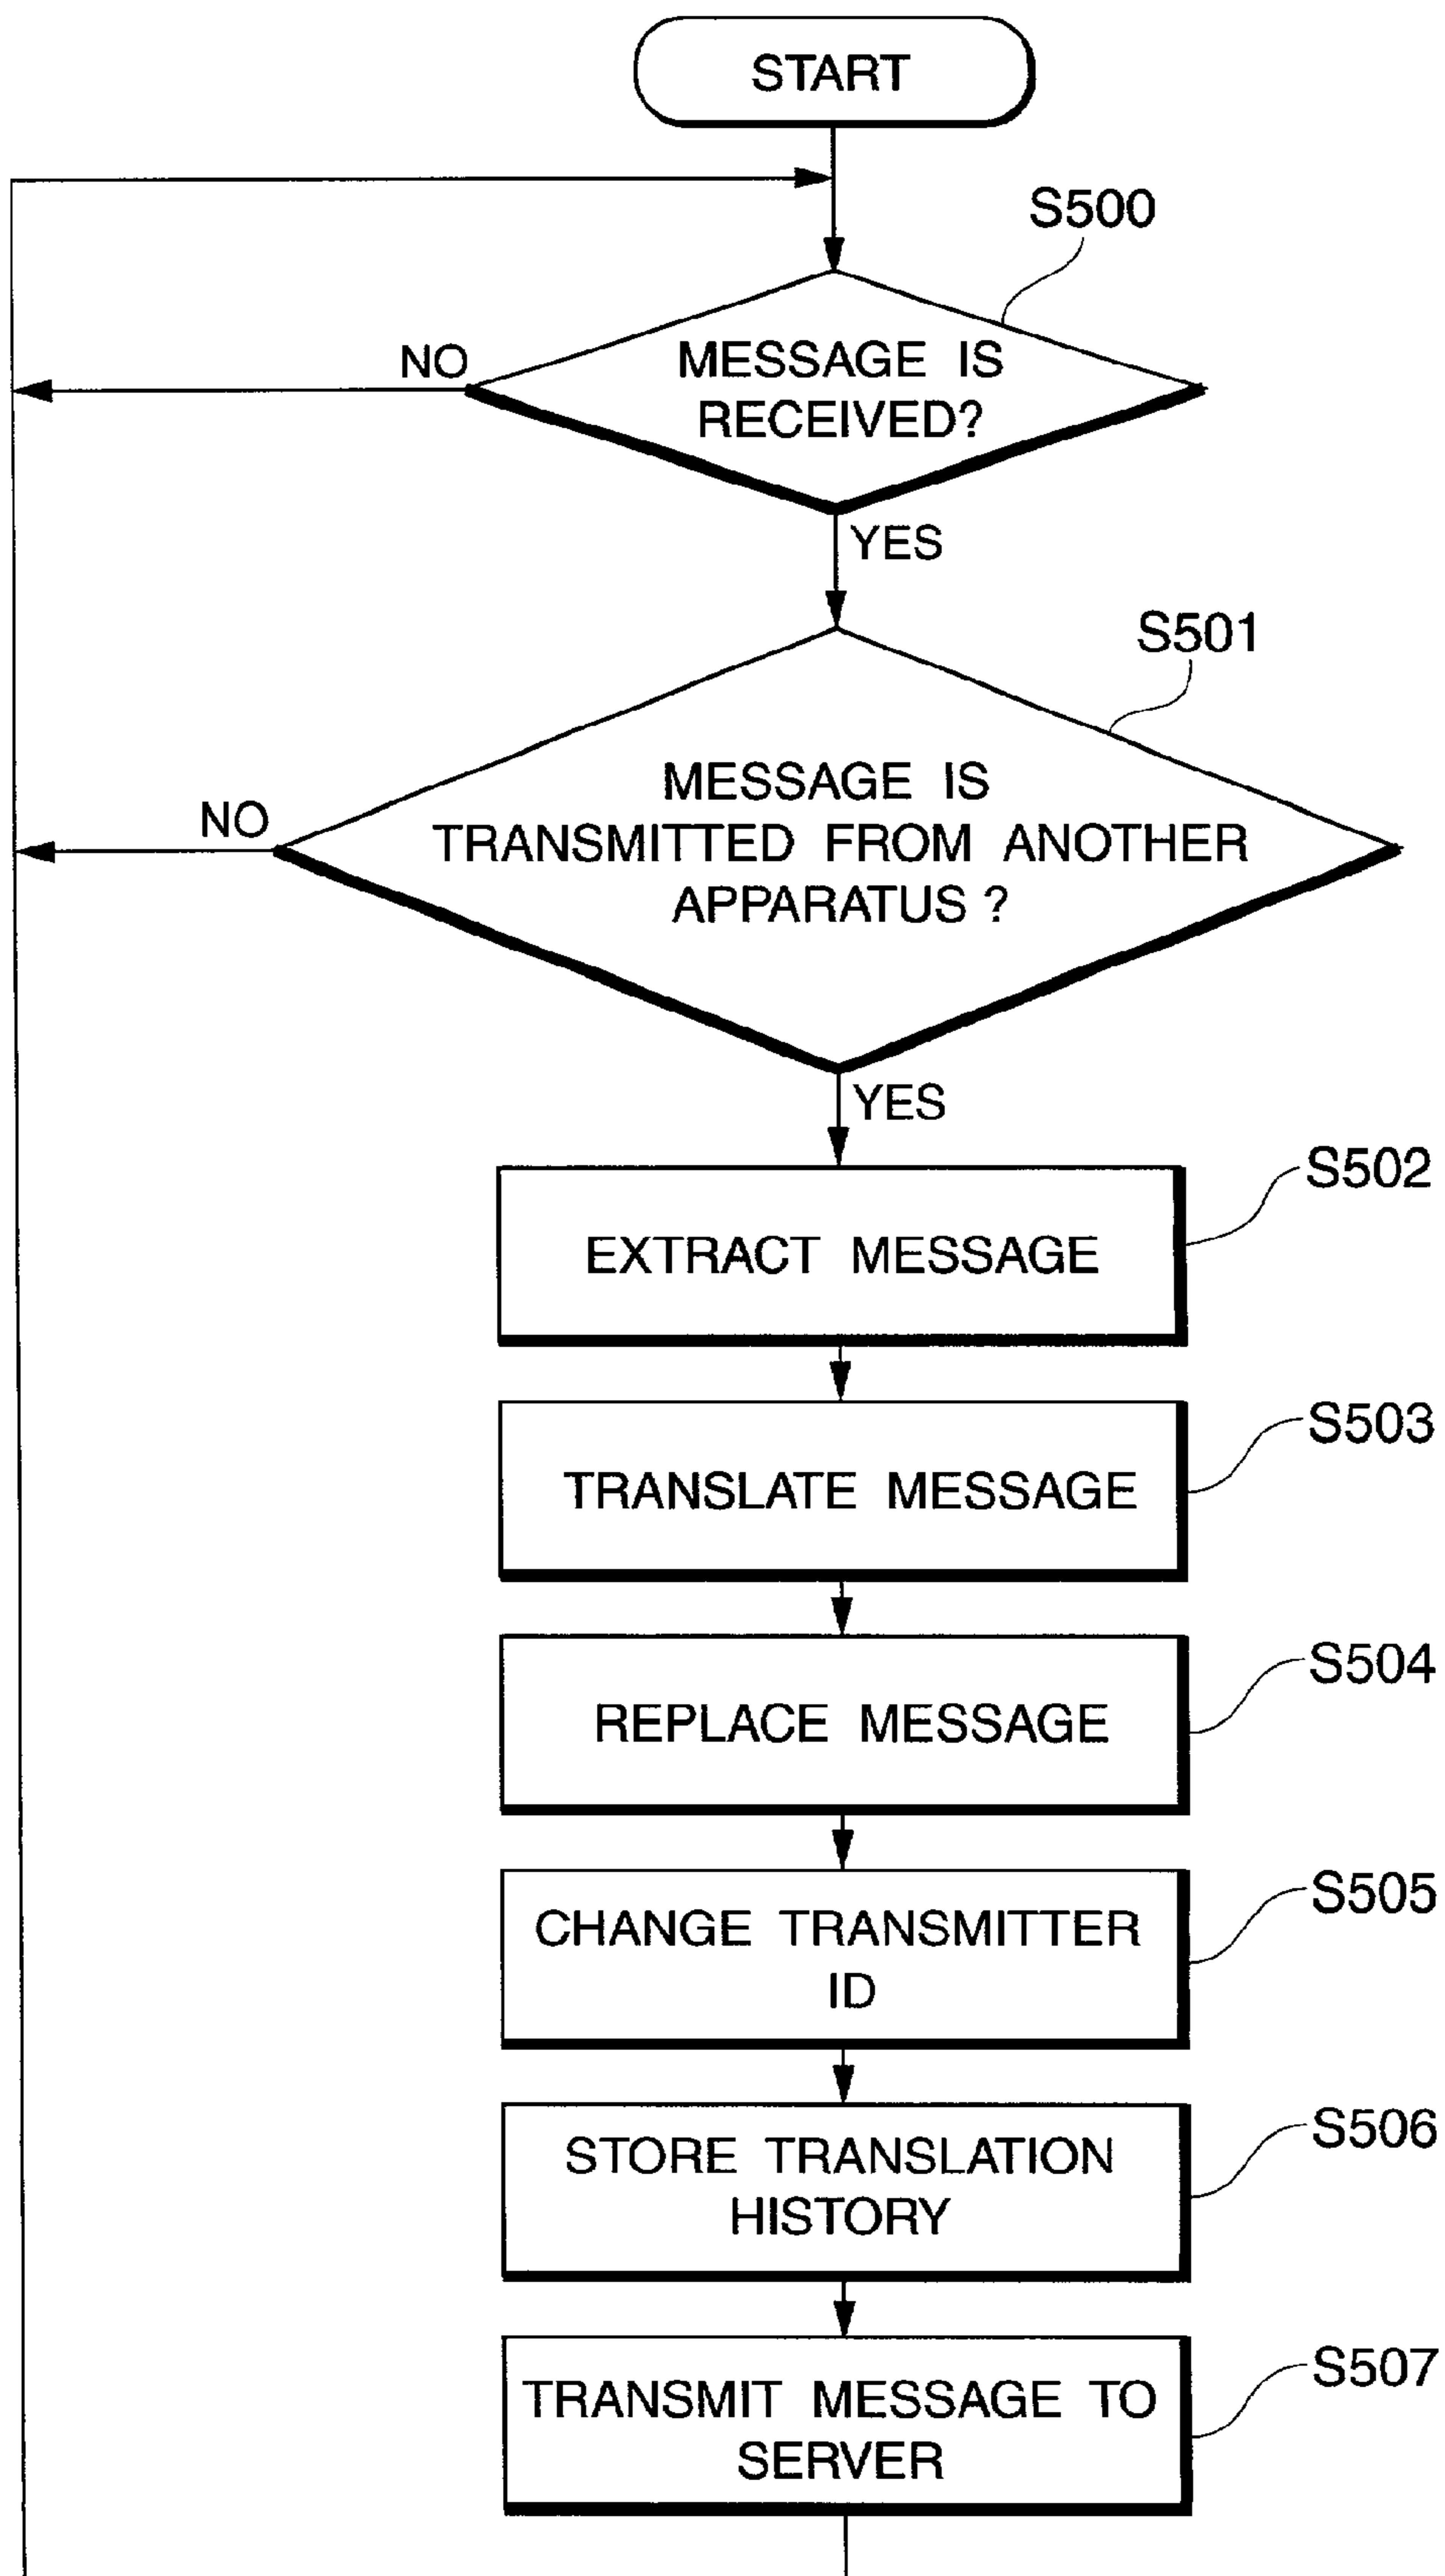 START
S500
MESSAGE IS
RECEIVED?
NO
YES
S501
MESSAGE IS
TRANSMITTED FROM ANOTHER
APPARATUS ?
NO
YES
S502
EXTRACT MESSAGE
S503
TRANSLATE MESSAGE
S504
REPLACE MESSAGE
S505
CHANGE TRANSMITTER
ID
S506
STORE TRANSLATION
HISTORY
S507
TRANSMIT MESSAGE TO
SERVER